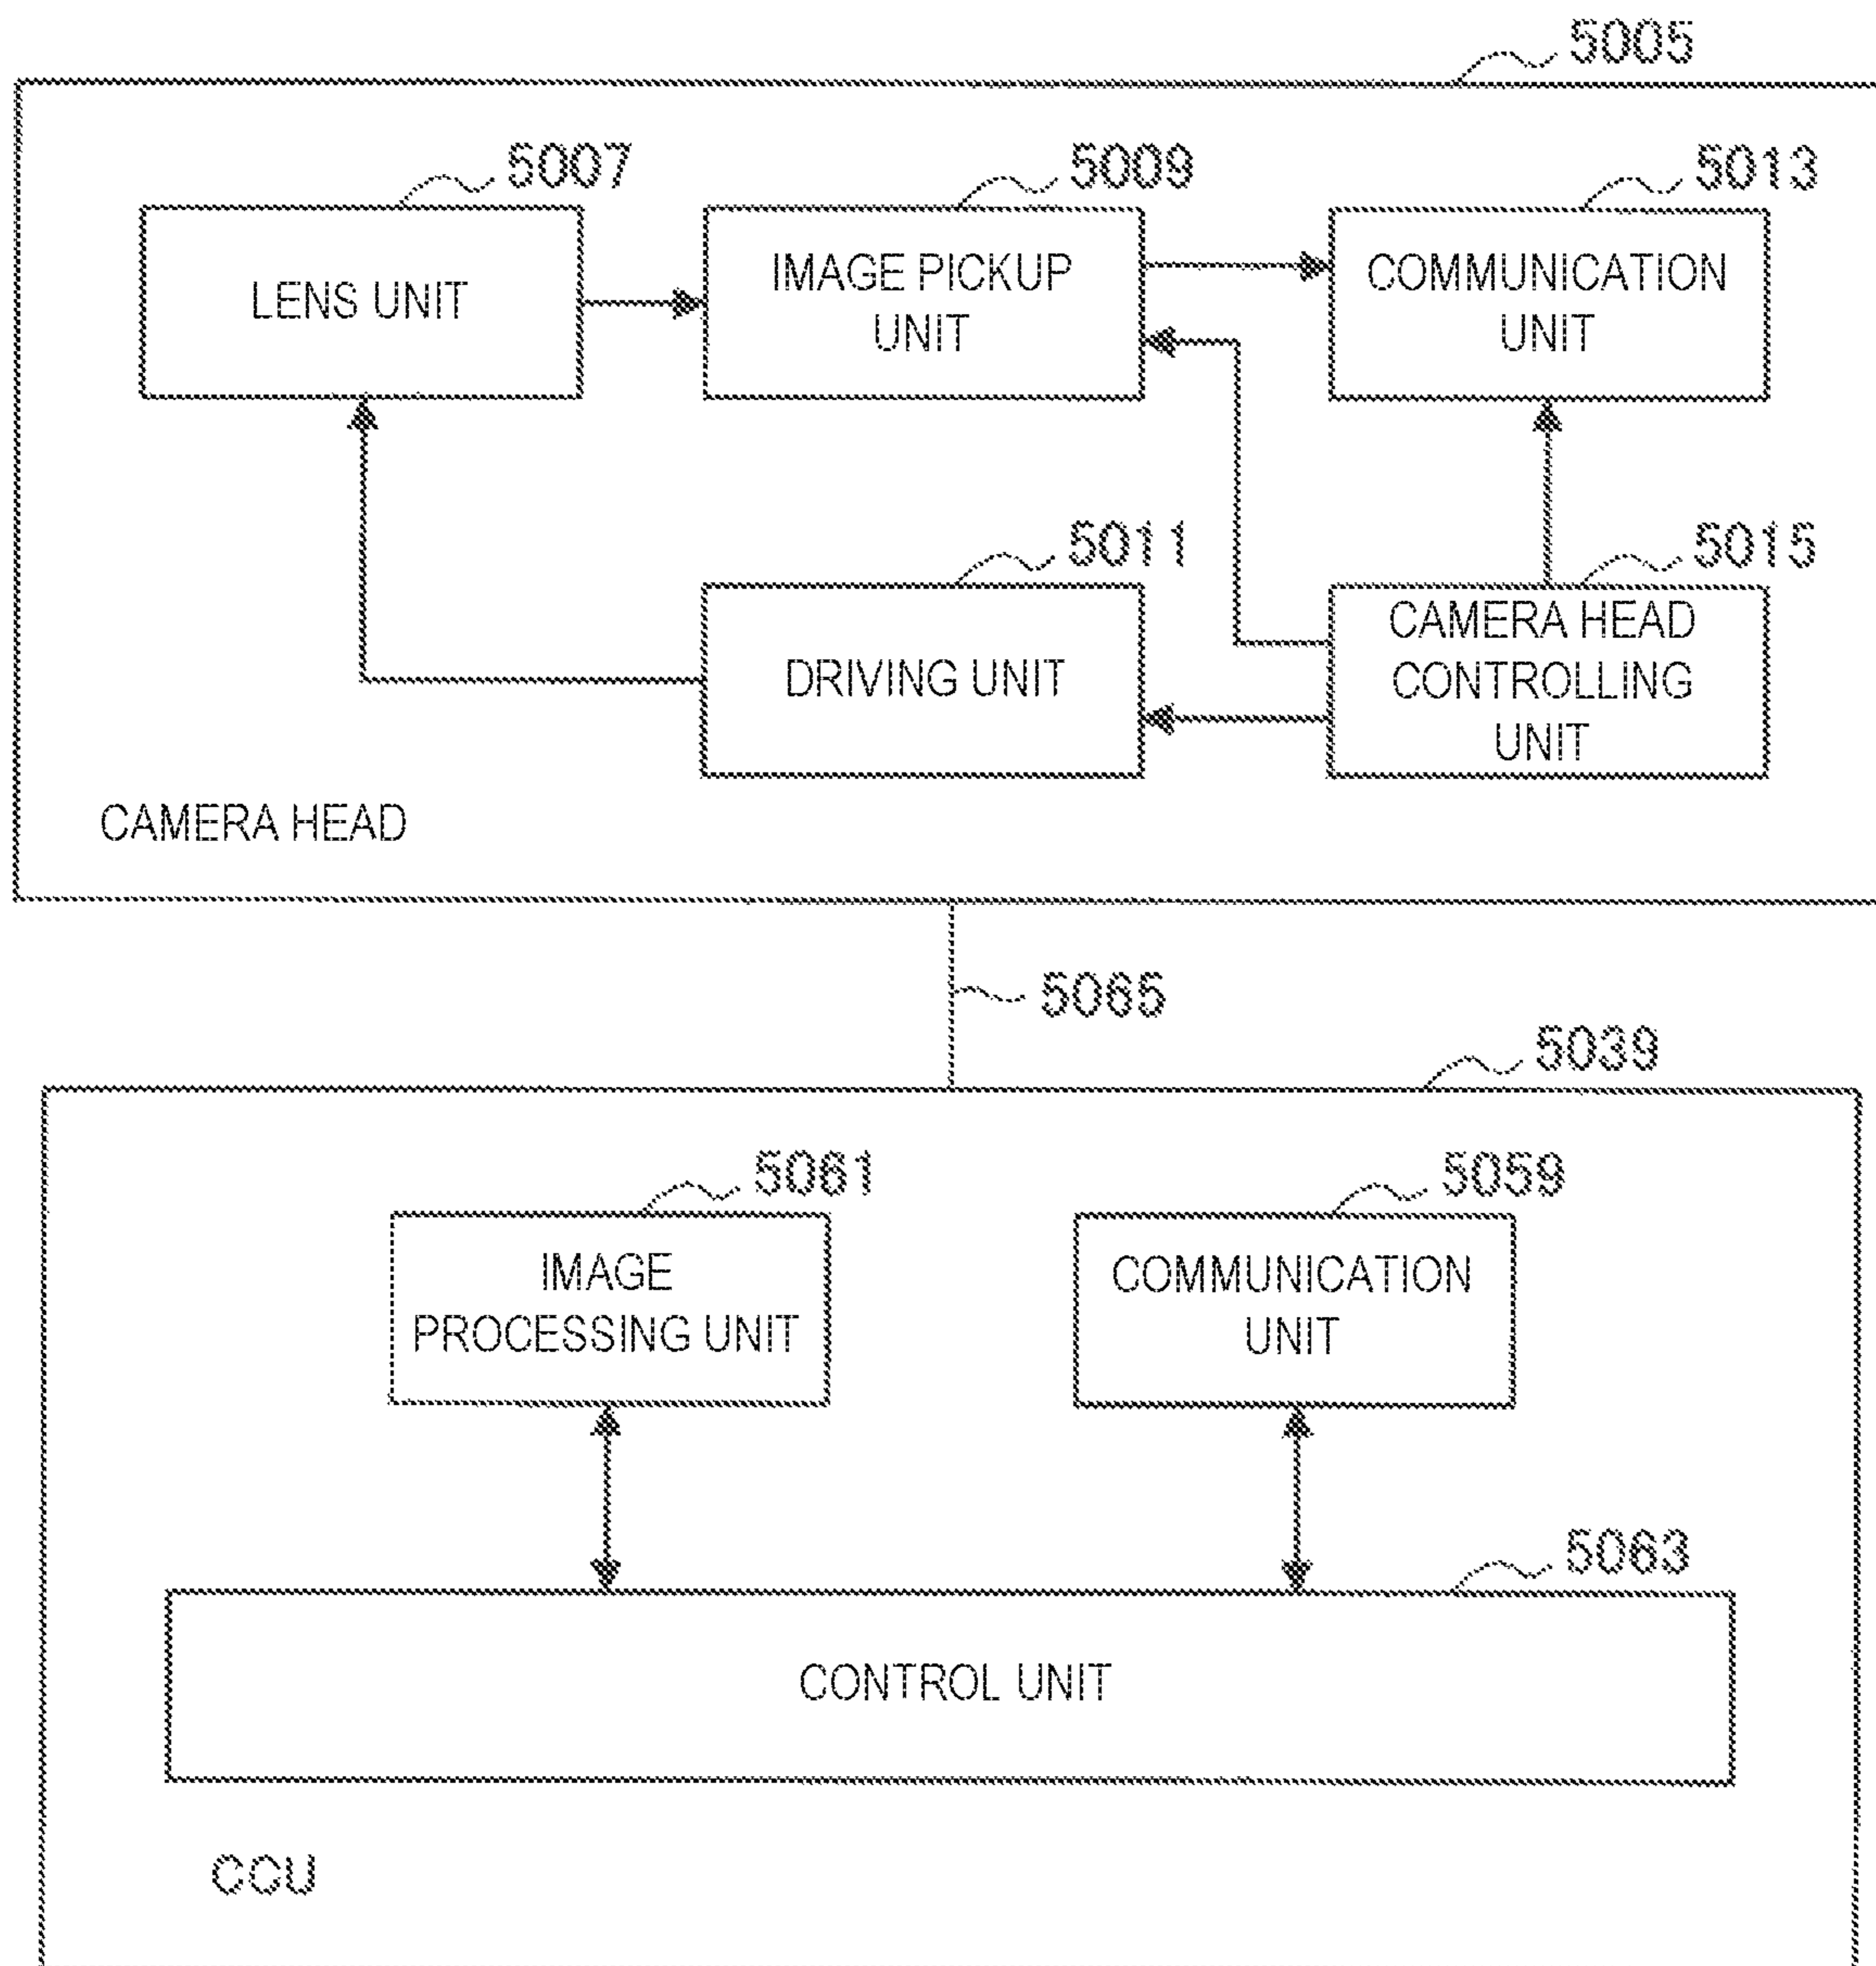 5005
5007
5009
5013
LENS UNIT
IMAGE PICKUP
UNIT
COMMUNICATION
UNIT
5011
5015
DRIVING UNIT
CAMERA HEAD
CONTROLLING
UNIT
CAMERA HEAD
5065
5039
5061
5059
IMAGE
PROCESSING UNIT
COMMUNICATION
UNIT
5063
CONTROL UNIT
CCU